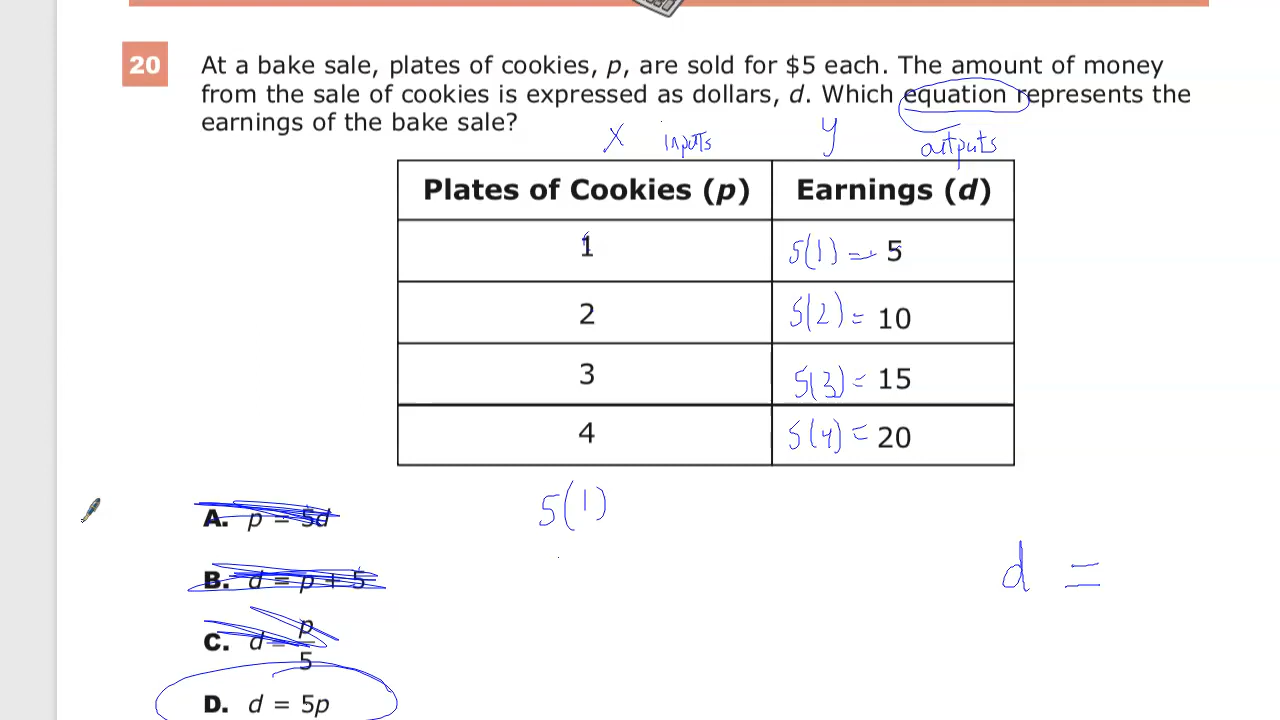 20 At a bake sale, plates of cookies, p, are sold for $5 each. The amount of money
from the sale of cookies is expressed as dollars, d. Which equation represents the
earnings of the bake sale?
x inputs y outputs
Plates of Cookies (p) Earnings (d)
1 5(1) = 5
2 5(2) = 10
3 5(3) = 15
4 5(4) = 20
5(1)
A. p = 5d
d =
B. d = p + 5
C. d = p/5
D. d = 5p